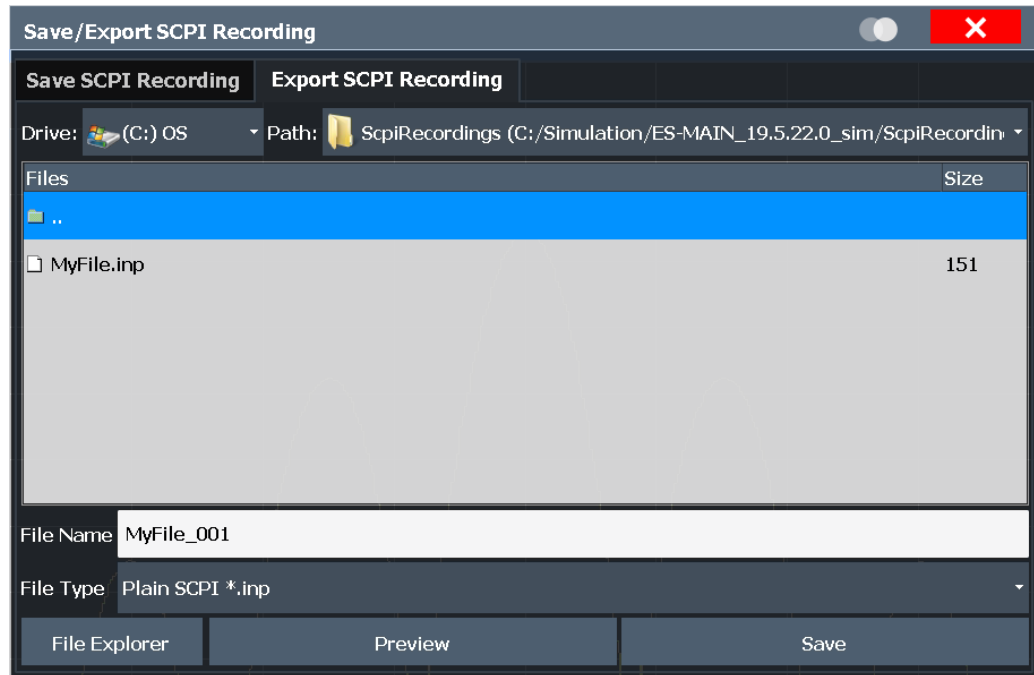 Save/Export SCPI Recording
Save SCPI Recording Export SCPI Recording
Drive: (C:) OS Path: ScpiRecordings (C:/Simulation/ES-MAIN_19.5.22.0_sim/ScpiRecordin
Files Size
..
MyFile.inp 151
File Name MyFile_001
File Type Plain SCPI *.inp
File Explorer Preview Save